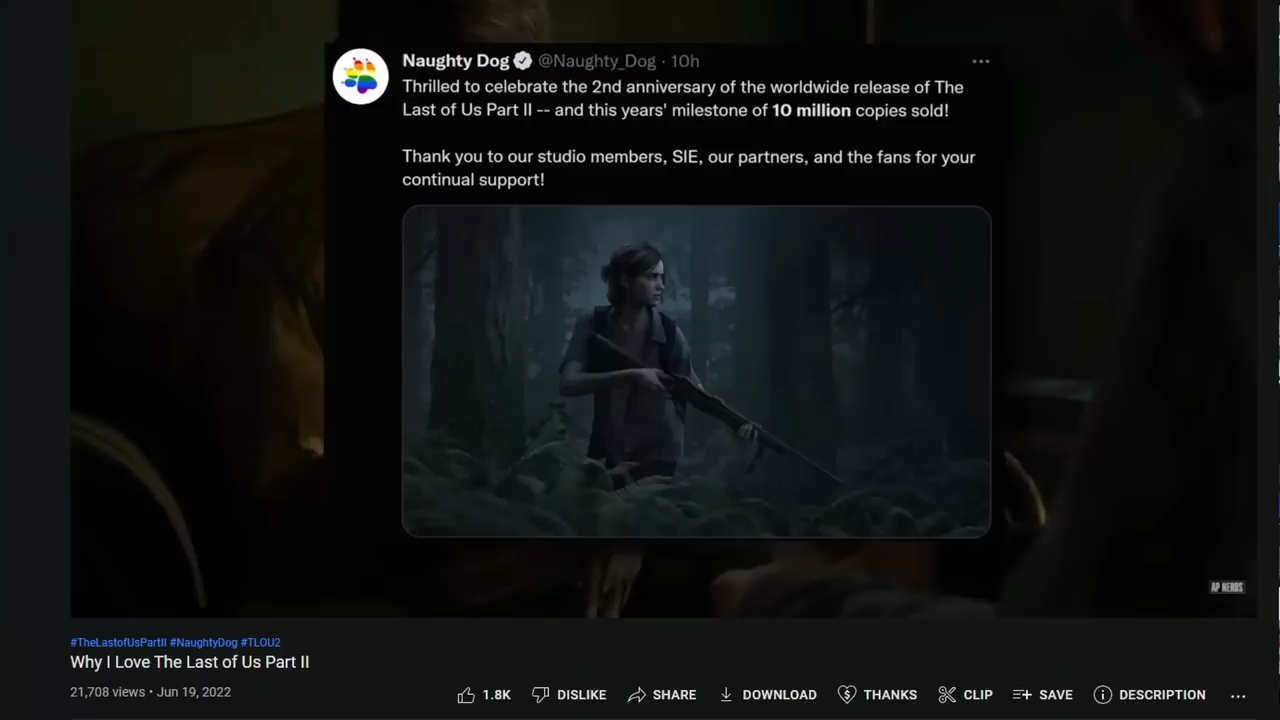 Naughty Dog @Naughty_Dog · 10h
Thrilled to celebrate the 2nd anniversary of the worldwide release of The
Last of Us Part II -- and this years' milestone of 10 million copies sold!
Thank you to our studio members, SIE, our partners, and the fans for your
continual support!
AP NERDS
#TheLastofUsPartII #NaughtyDog #TLOU2
Why I Love The Last of Us Part II
21,708 views • Jun 19, 2022
1.8K DISLIKE SHARE DOWNLOAD THANKS CLIP SAVE DESCRIPTION